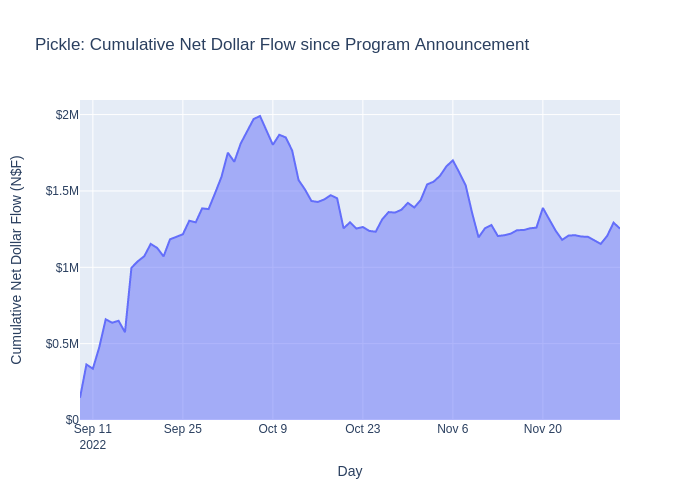 Pickle: Cumulative Net Dollar Flow since Program Announcement
Cumulative Net Dollar Flow (N$F)
$2M
$1.5M
$1M
$0.5M
$0
Sep 11
2022
Sep 25
Oct 9
Oct 23
Nov 6
Nov 20
Day